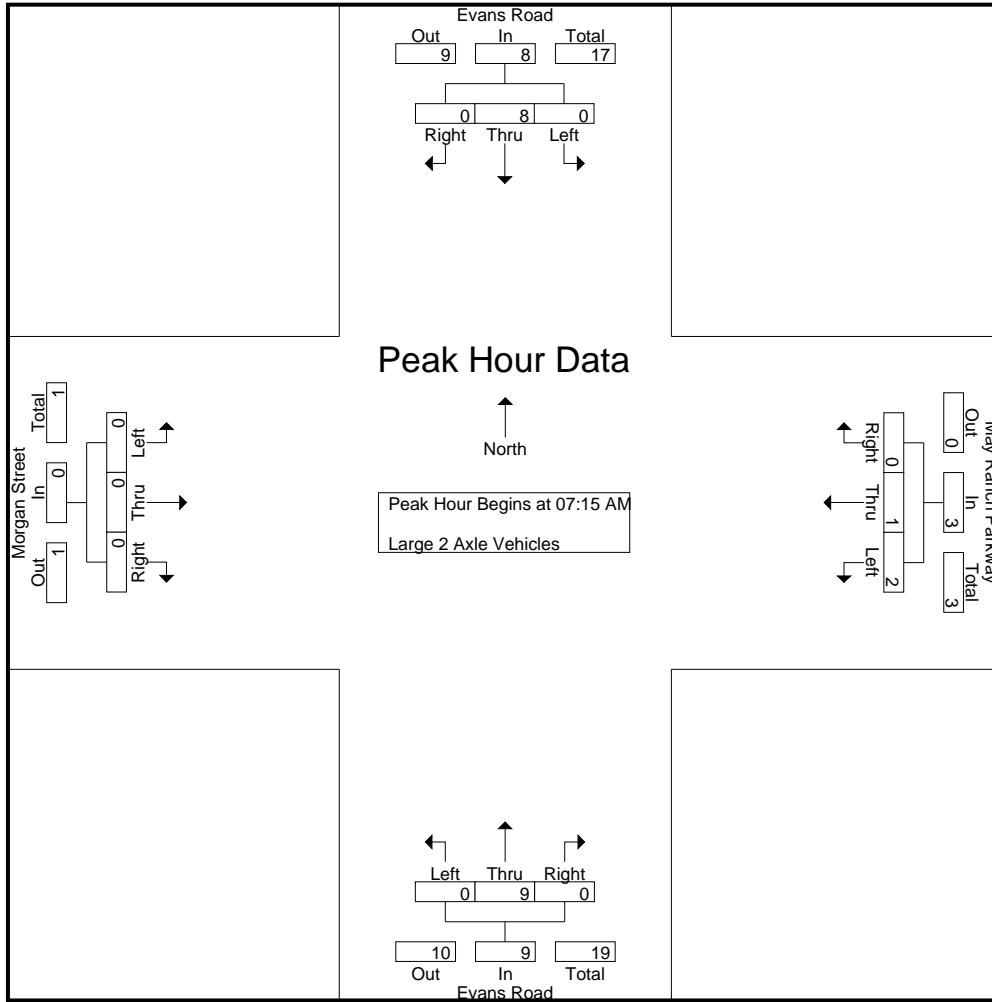 Evans Road
Out In Total
9 8 17
0 8 0
Right Thru Left
Peak Hour Data
North
Peak Hour Begins at 07:15 AM
Large 2 Axle Vehicles
Morgan Street
Total In Out
1 0 1
0 0 0
Left Thru Right
May Ranch Parkway
Out In Total
0 3 3
0 1 2
Right Thru Left
Left Thru Right
0 9 0
10 9 19
Out In Total
Evans Road